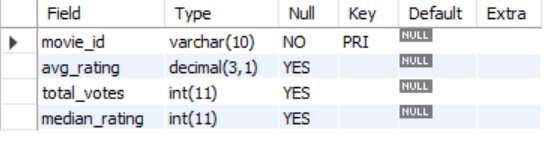 Field Type Null Key Default Extra
movie_id varchar(10) NO PRI NULL
avg_rating decimal(3,1) YES NULL
total_votes int(11) YES NULL
median_rating int(11) YES NULL